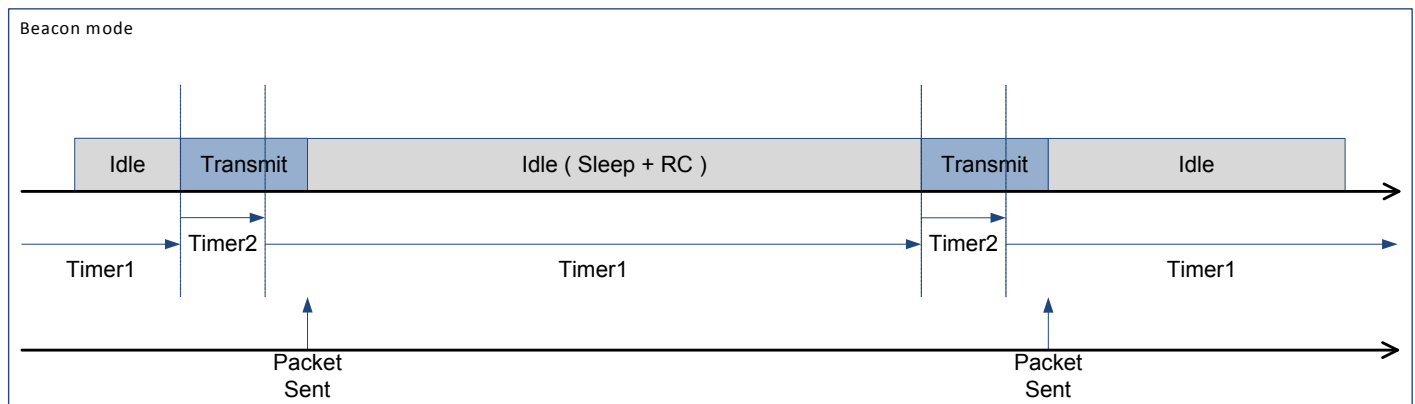 Beacon mode
Idle
Transmit
Idle ( Sleep + RC )
Transmit
Idle
Timer2
Timer2
Timer1
Timer1
Timer1
Packet
Sent
Packet
Sent